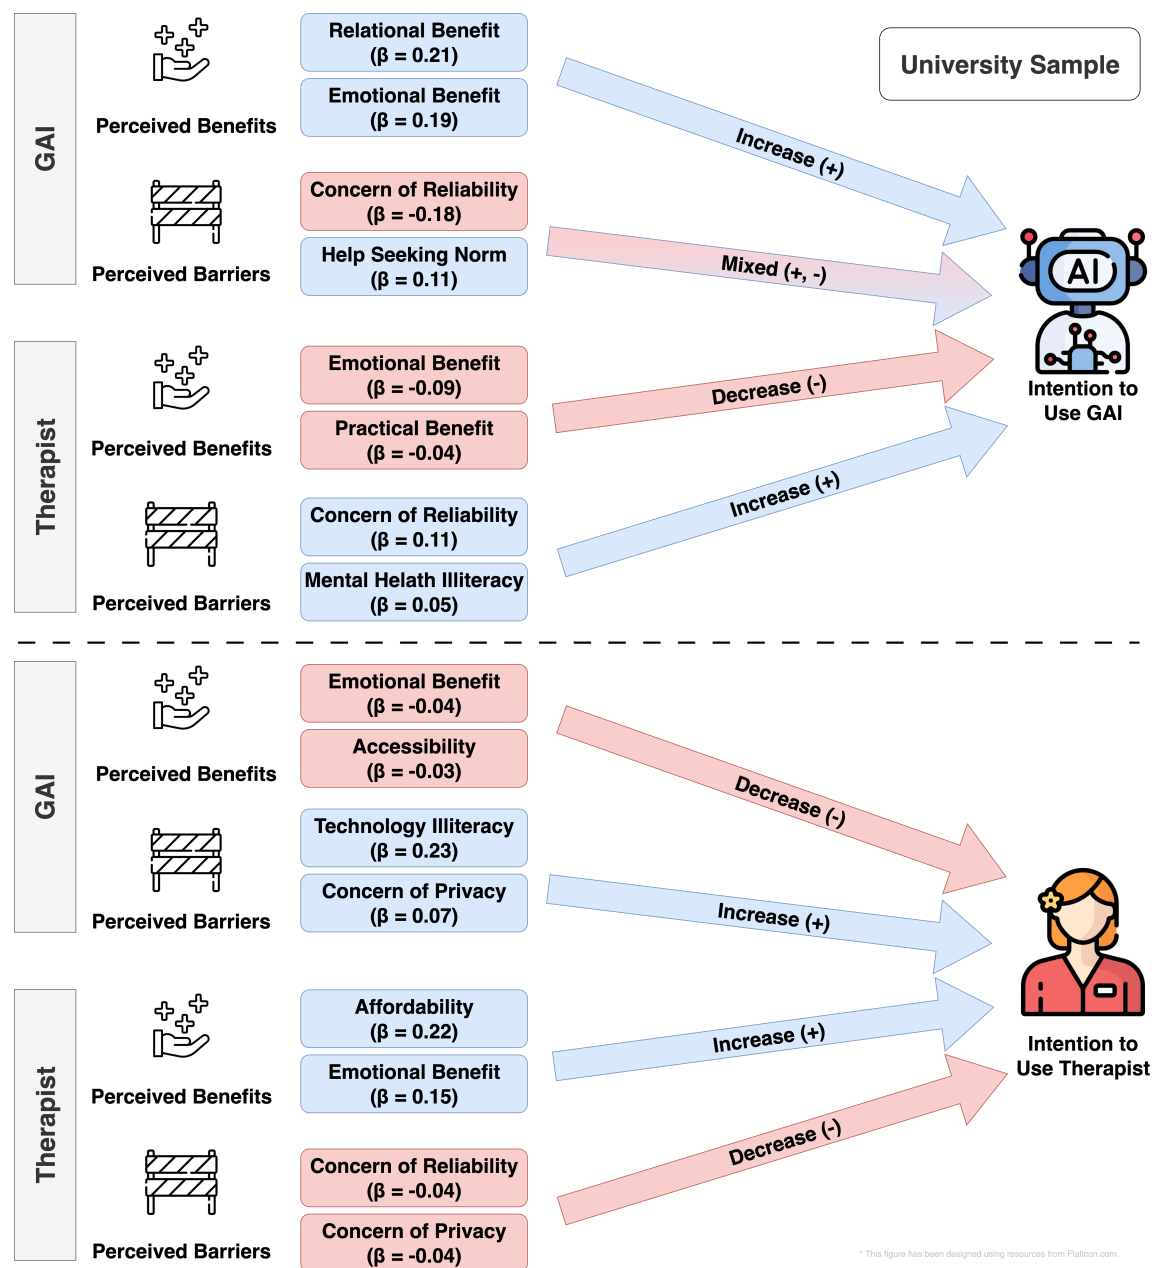 University Sample
GAI
Perceived Benefits
Relational Benefit
(β = 0.21)
Emotional Benefit
(β = 0.19)
Increase (+)
Perceived Barriers
Concern of Reliability
(β = -0.18)
Help Seeking Norm
(β = 0.11)
Mixed (+, -)
AI
Intention to
Use GAI
Therapist
Perceived Benefits
Emotional Benefit
(β = -0.09)
Practical Benefit
(β = -0.04)
Decrease (-)
Perceived Barriers
Concern of Reliability
(β = 0.11)
Mental Helath Illiteracy
(β = 0.05)
Increase (+)
GAI
Perceived Benefits
Emotional Benefit
(β = -0.04)
Accessibility
(β = -0.03)
Decrease (-)
Perceived Barriers
Technology Illiteracy
(β = 0.23)
Concern of Privacy
(β = 0.07)
Increase (+)
Intention to
Use Therapist
Therapist
Perceived Benefits
Affordability
(β = 0.22)
Emotional Benefit
(β = 0.15)
Increase (+)
Perceived Barriers
Concern of Reliability
(β = -0.04)
Concern of Privacy
(β = -0.04)
Decrease (-)
* This figure has been designed using resources from Flaticon.com.